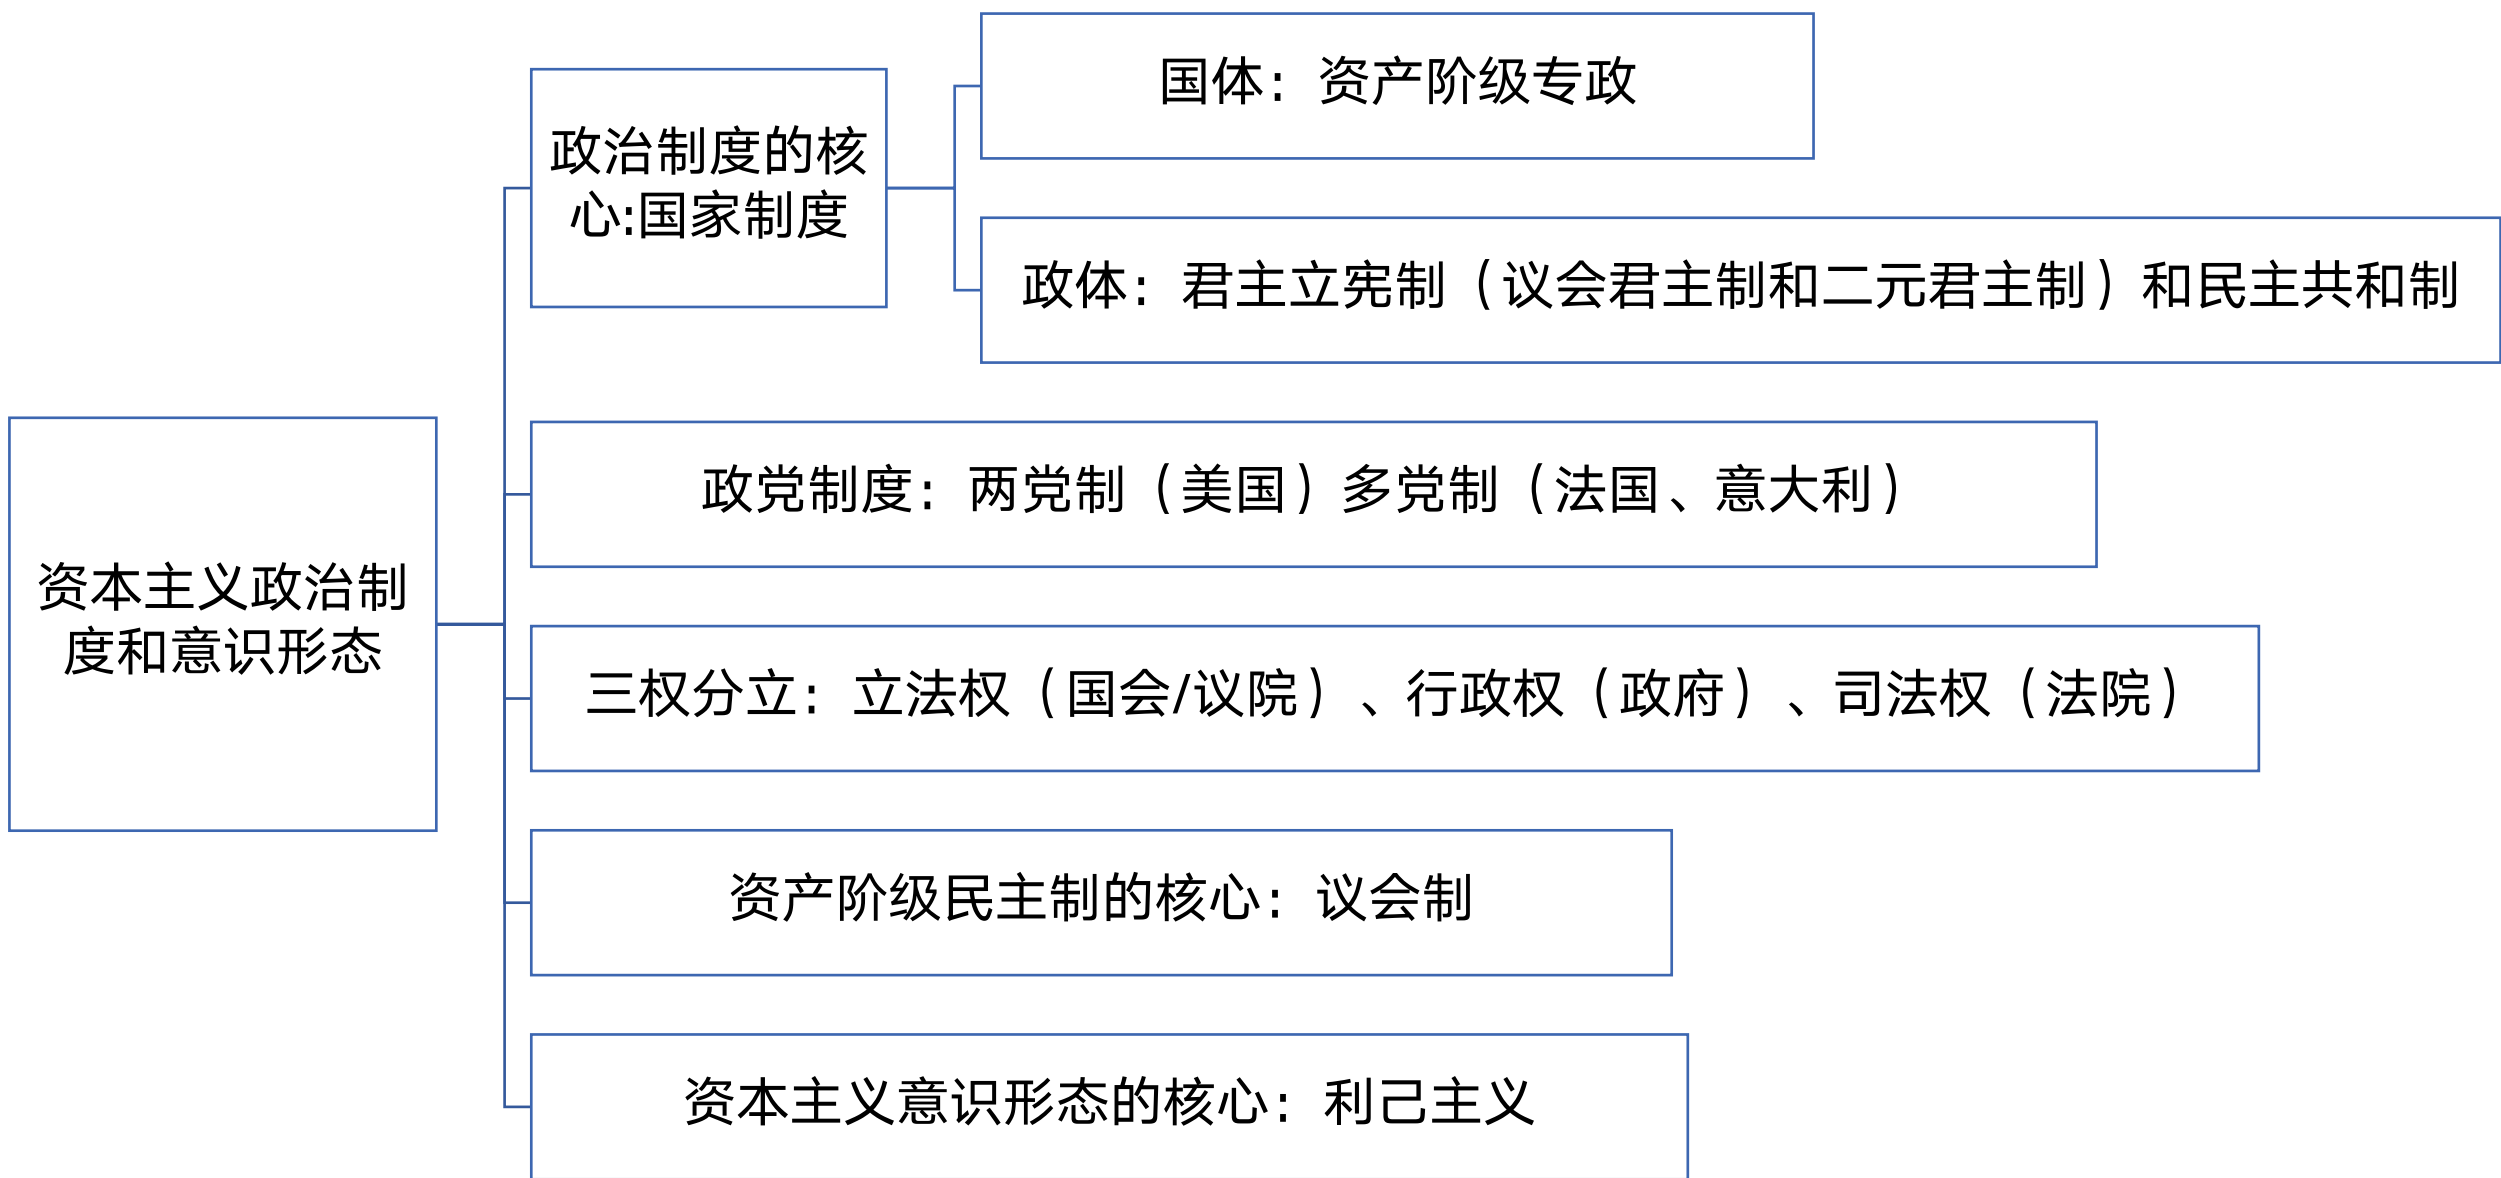 资本主义政治制
度和意识形态
政治制度的核
心:国家制度
国体：资产阶级专政
政体：君主立宪制（议会君主制和二元君主制）和民主共和制
政党制度：两党制（美国）多党制（法国、意大利）
三权分立：立法权（国会/议院）、行政权（政府）、司法权（法院）
资产阶级民主制的核心：议会制
资本主义意识形态的核心：利己主义